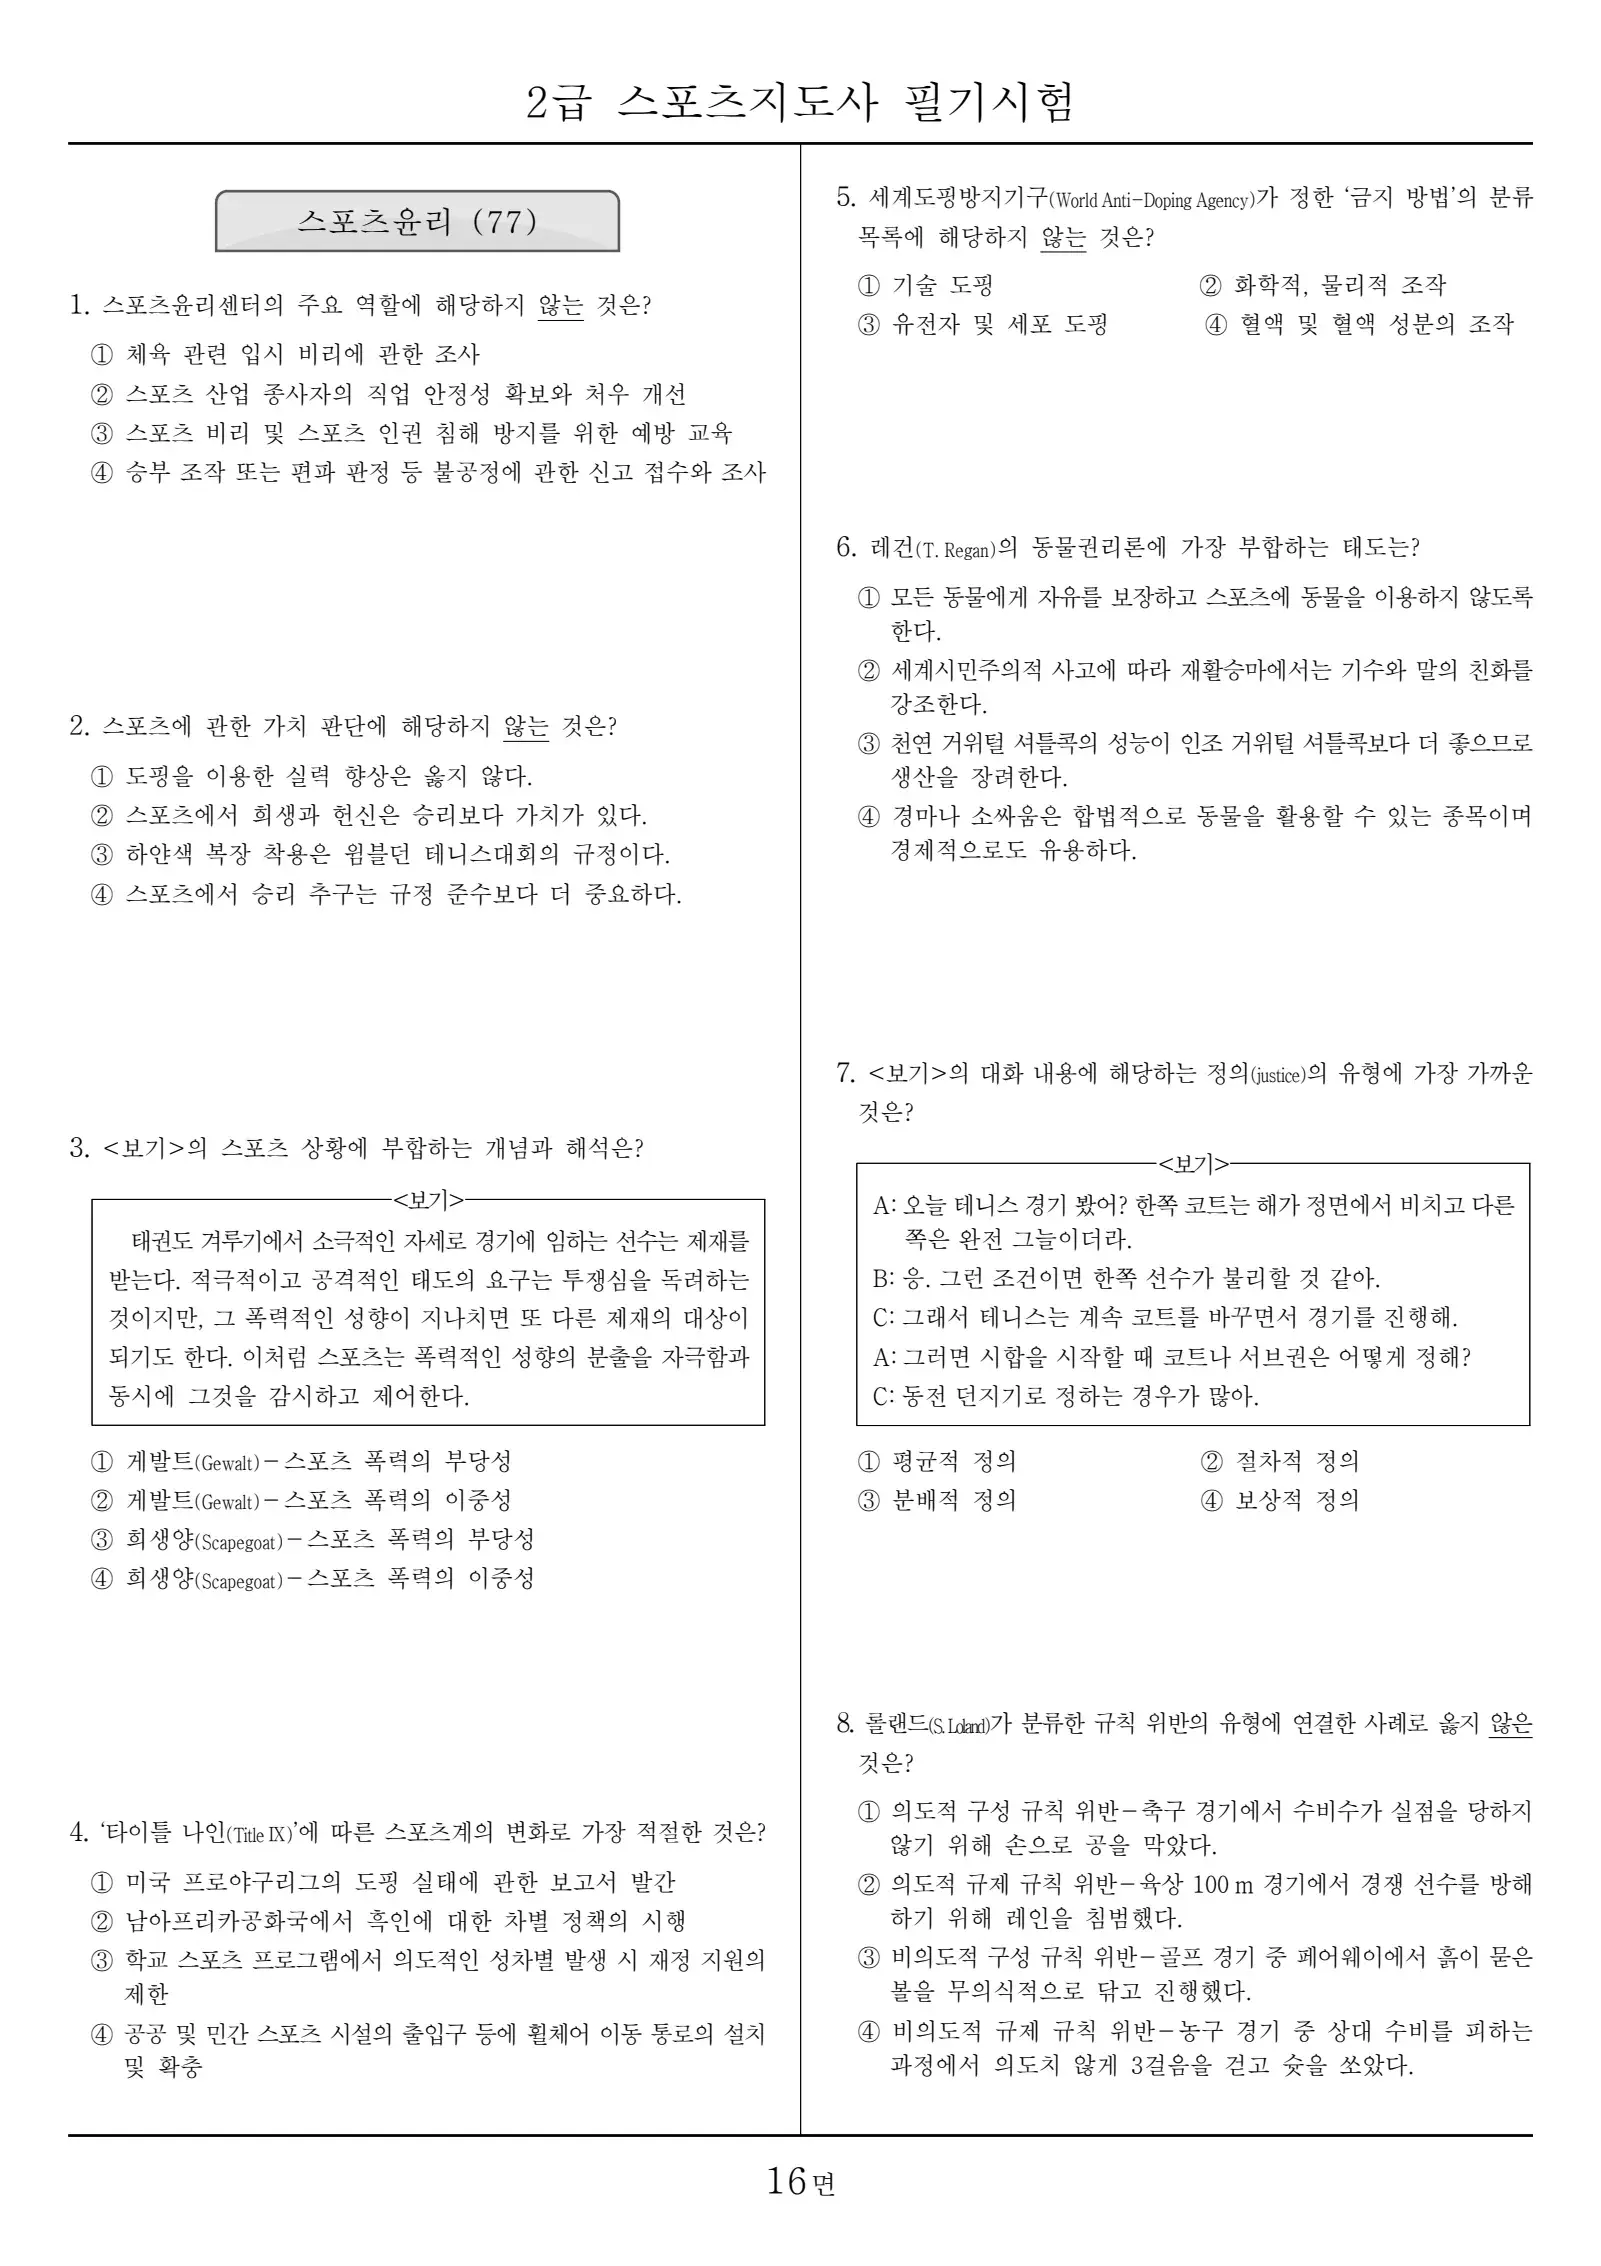 2급 스포츠지도사 필기시험
스포츠윤리 (77)
1. 스포츠윤리센터의 주요 역할에 해당하지 않는 것은?
① 체육 관련 입시 비리에 관한 조사
② 스포츠 산업 종사자의 직업 안정성 확보와 처우 개선
③ 스포츠 비리 및 스포츠 인권 침해 방지를 위한 예방 교육
④ 승부 조작 또는 편파 판정 등 불공정에 관한 신고 접수와 조사
2. 스포츠에 관한 가치 판단에 해당하지 않는 것은?
① 도핑을 이용한 실력 향상은 옳지 않다.
② 스포츠에서 희생과 헌신은 승리보다 가치가 있다.
③ 하얀색 복장 착용은 윔블던 테니스대회의 규정이다.
④ 스포츠에서 승리 추구는 규정 준수보다 더 중요하다.
3. <보기>의 스포츠 상황에 부합하는 개념과 해석은?
<보기>
태권도 겨루기에서 소극적인 자세로 경기에 임하는 선수는 제재를
받는다. 적극적이고 공격적인 태도의 요구는 투쟁심을 독려하는
것이지만, 그 폭력적인 성향이 지나치면 또 다른 제재의 대상이
되기도 한다. 이처럼 스포츠는 폭력적인 성향의 분출을 자극함과
동시에 그것을 감시하고 제어한다.
① 게발트(Gewalt)-스포츠 폭력의 부당성
② 게발트(Gewalt)-스포츠 폭력의 이중성
③ 희생양(Scapegoat)-스포츠 폭력의 부당성
④ 희생양(Scapegoat)-스포츠 폭력의 이중성
4. ‘타이틀 나인(Title Ⅸ)’에 따른 스포츠계의 변화로 가장 적절한 것은?
① 미국 프로야구리그의 도핑 실태에 관한 보고서 발간
② 남아프리카공화국에서 흑인에 대한 차별 정책의 시행
③ 학교 스포츠 프로그램에서 의도적인 성차별 발생 시 재정 지원의
제한
④ 공공 및 민간 스포츠 시설의 출입구 등에 휠체어 이동 통로의 설치
및 확충
5. 세계도핑방지기구(World Anti-Doping Agency)가 정한 ‘금지 방법’의 분류
목록에 해당하지 않는 것은?
① 기술 도핑 ② 화학적, 물리적 조작
③ 유전자 및 세포 도핑 ④ 혈액 및 혈액 성분의 조작
6. 레건(T. Regan)의 동물권리론에 가장 부합하는 태도는?
① 모든 동물에게 자유를 보장하고 스포츠에 동물을 이용하지 않도록
한다.
② 세계시민주의적 사고에 따라 재활승마에서는 기수와 말의 친화를
강조한다.
③ 천연 거위털 셔틀콕의 성능이 인조 거위털 셔틀콕보다 더 좋으므로
생산을 장려한다.
④ 경마나 소싸움은 합법적으로 동물을 활용할 수 있는 종목이며
경제적으로도 유용하다.
7. <보기>의 대화 내용에 해당하는 정의(justice)의 유형에 가장 가까운
것은?
<보기>
A: 오늘 테니스 경기 봤어? 한쪽 코트는 해가 정면에서 비치고 다른
쪽은 완전 그늘이더라.
B: 응. 그런 조건이면 한쪽 선수가 불리할 것 같아.
C: 그래서 테니스는 계속 코트를 바꾸면서 경기를 진행해.
A: 그러면 시합을 시작할 때 코트나 서브권은 어떻게 정해?
C: 동전 던지기로 정하는 경우가 많아.
① 평균적 정의 ② 절차적 정의
③ 분배적 정의 ④ 보상적 정의
8. 롤랜드(S. Loland)가 분류한 규칙 위반의 유형에 연결한 사례로 옳지 않은
것은?
① 의도적 구성 규칙 위반-축구 경기에서 수비수가 실점을 당하지
않기 위해 손으로 공을 막았다.
② 의도적 규제 규칙 위반-육상 100 m 경기에서 경쟁 선수를 방해
하기 위해 레인을 침범했다.
③ 비의도적 구성 규칙 위반-골프 경기 중 페어웨이에서 흙이 묻은
볼을 무의식적으로 닦고 진행했다.
④ 비의도적 규제 규칙 위반-농구 경기 중 상대 수비를 피하는
과정에서 의도치 않게 3걸음을 걷고 슛을 쏘았다.
16면